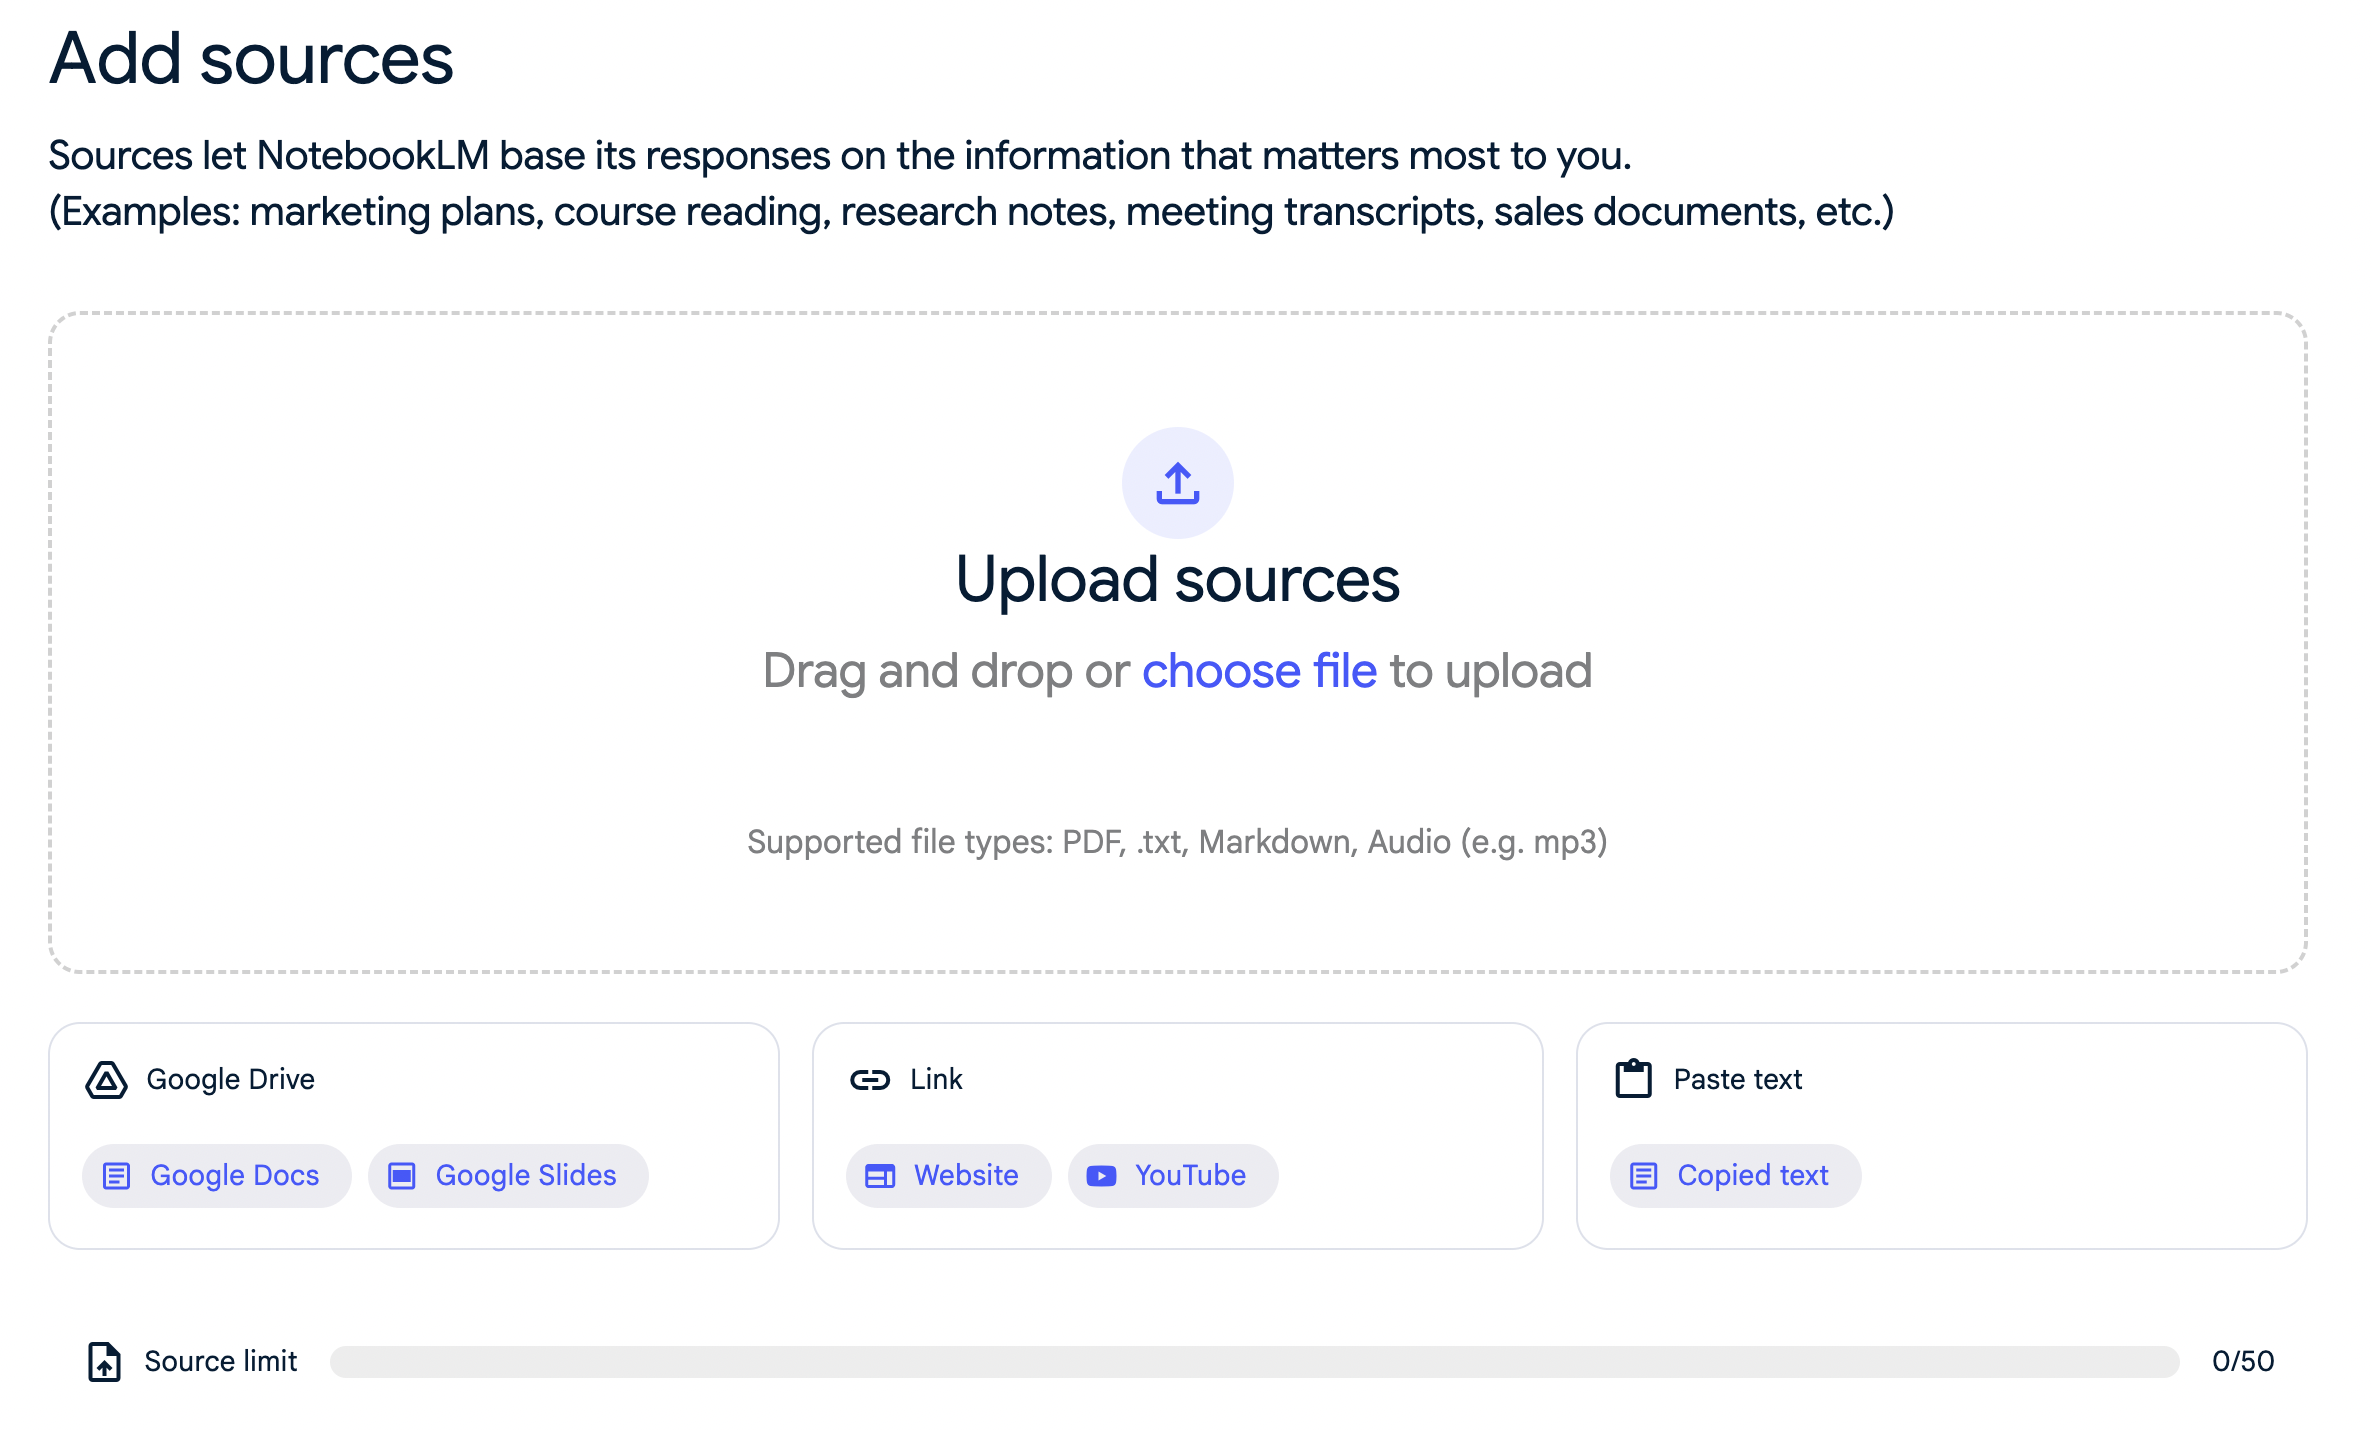 Add sources
Sources let NotebookLM base its responses on the information that matters most to you.
(Examples: marketing plans, course reading, research notes, meeting transcripts, sales documents, etc.)
Upload sources
Drag and drop or choose file to upload
Supported file types: PDF, .txt, Markdown, Audio (e.g. mp3)
Google Drive
Google Docs
Google Slides
Link
Website
YouTube
Paste text
Copied text
Source limit
0/50